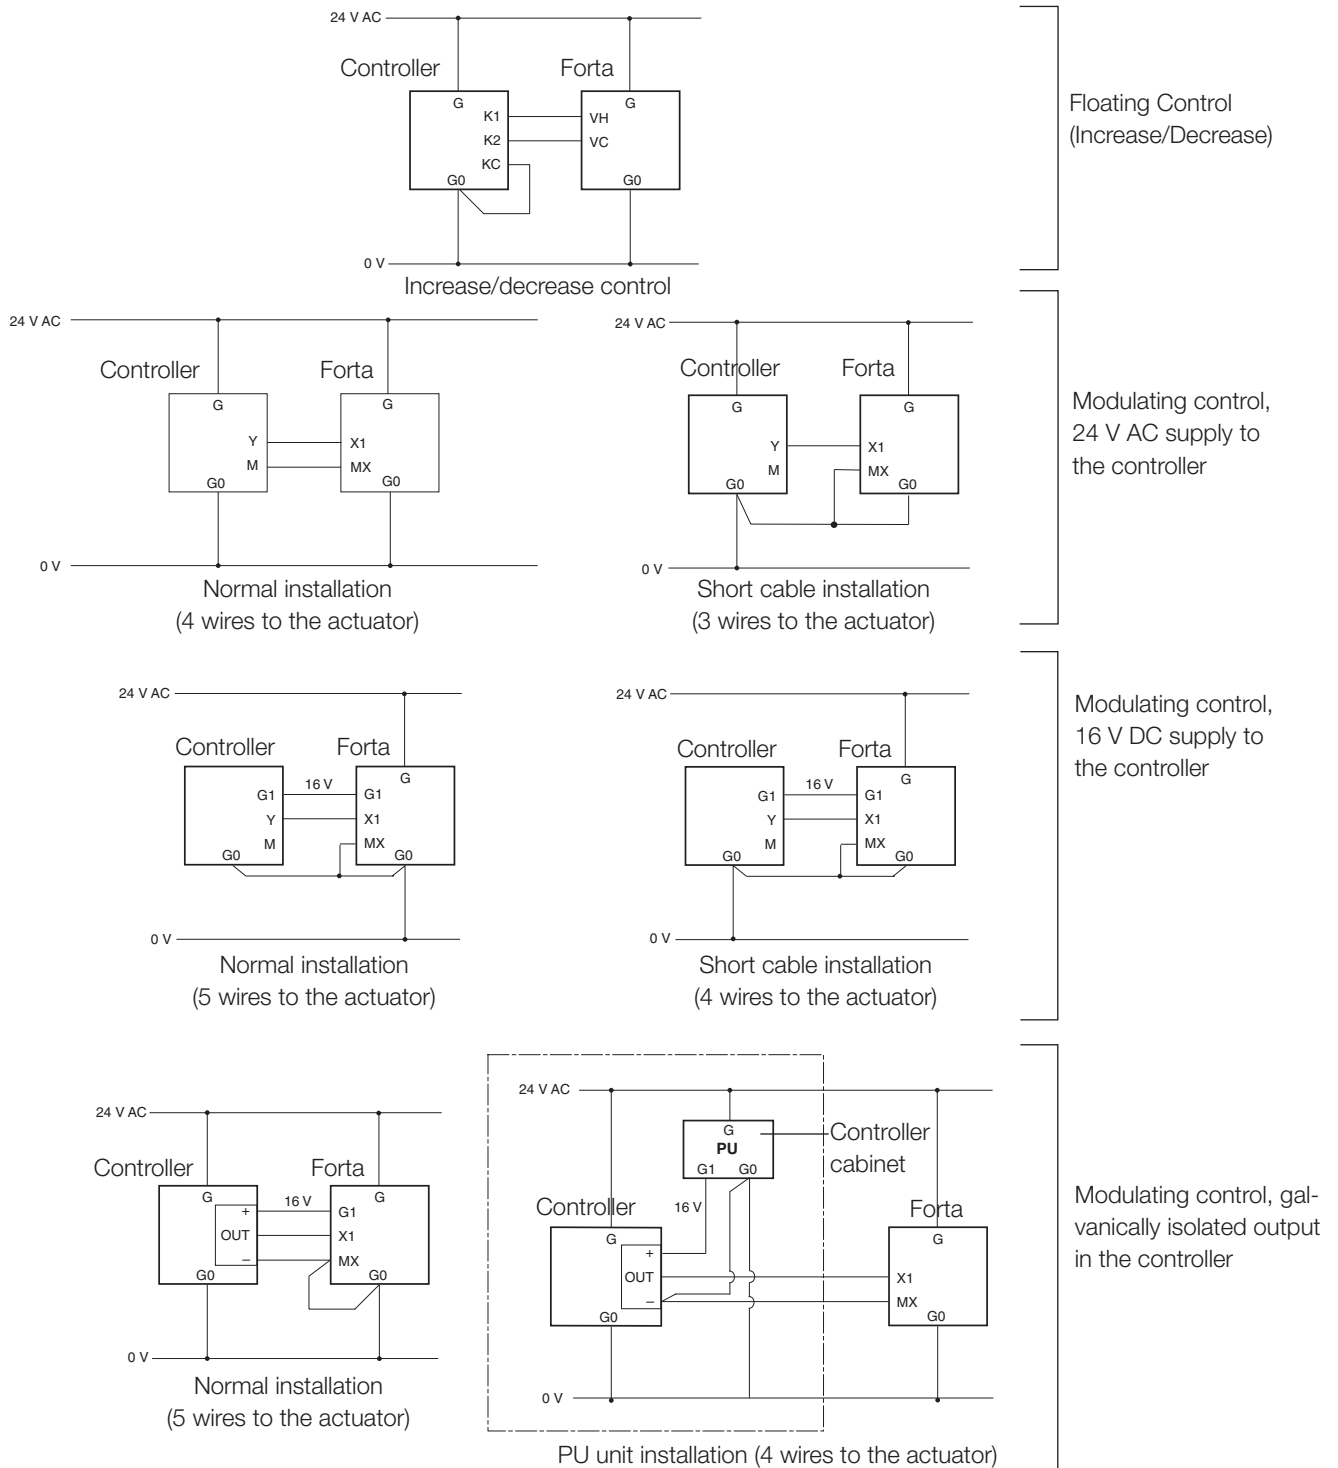 24 V AC
Controller
Forta
G
G
K1
VH
K2
VC
KC
G0
G0
0 V
Increase/decrease control
Floating Control
(Increase/Decrease)
24 V AC
Controller
Forta
G
G
Y
X1
M
MX
G0
G0
0 V
Normal installation
(4 wires to the actuator)
24 V AC
Controller
Forta
G
G
Y
X1
M
MX
G0
G0
0 V
Short cable installation
(3 wires to the actuator)
Modulating control,
24 V AC supply to
the controller
24 V AC
Controller
Forta
G
16 V
G1
G1
Y
X1
M
MX
G0
G0
0 V
Normal installation
(5 wires to the actuator)
24 V AC
Controller
Forta
G
16 V
G1
G1
Y
X1
M
MX
G0
G0
0 V
Short cable installation
(4 wires to the actuator)
Modulating control,
16 V DC supply to
the controller
24 V AC
Controller
Forta
G
G
16 V
+
G1
OUT
X1
–
MX
G0
G0
0 V
Normal installation
(5 wires to the actuator)
24 V AC
G
PU
G1
G0
Controller
cabinet
Controller
16 V
Forta
G
G
+
OUT
X1
–
MX
G0
G0
0 V
PU unit installation (4 wires to the actuator)
Modulating control, gal-
vanically isolated output
in the controller